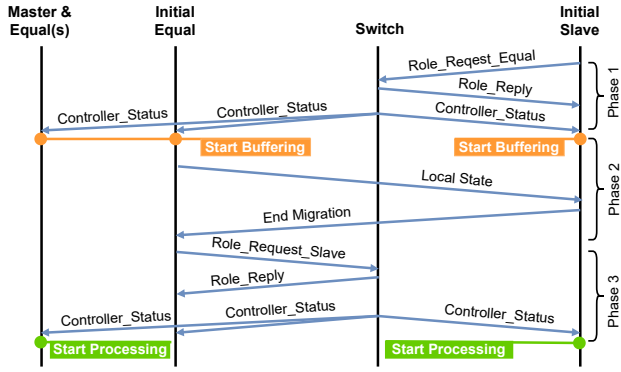 Master &
Equal(s)
Initial
Equal
Switch
Initial
Slave
Role_Reqest_Equal
Role_Reply
Controller_Status
Controller_Status
Controller_Status
Phase 1
Start Buffering
Start Buffering
Local State
Phase 2
End Migration
Role_Request_Slave
Role_Reply
Controller_Status
Controller_Status
Controller_Status
Phase 3
Start Processing
Start Processing